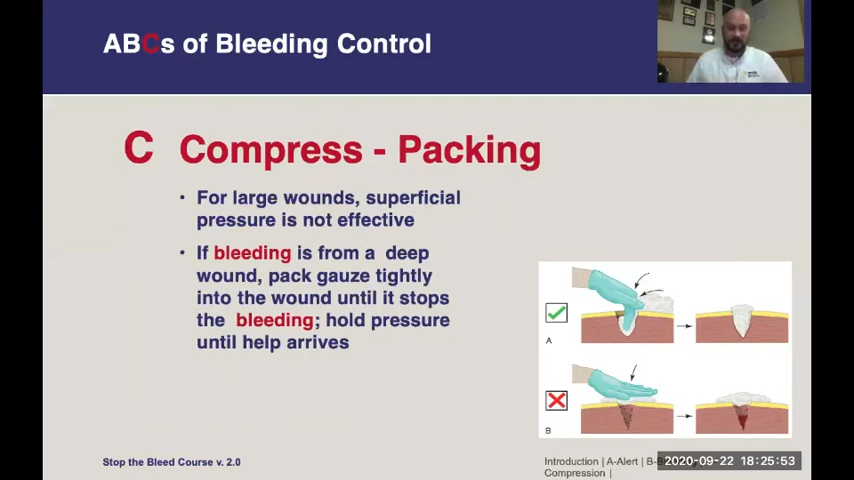 ABCs of Bleeding Control
C Compress - Packing
• For large wounds, superficial
pressure is not effective
• If bleeding is from a deep
wound, pack gauze tightly
into the wound until it stops
the bleeding; hold pressure
until help arrives
A
B
Stop the Bleed Course v. 2.0
Introduction | A-Alert | B-
2020-09-22 18:25:53
Compression |